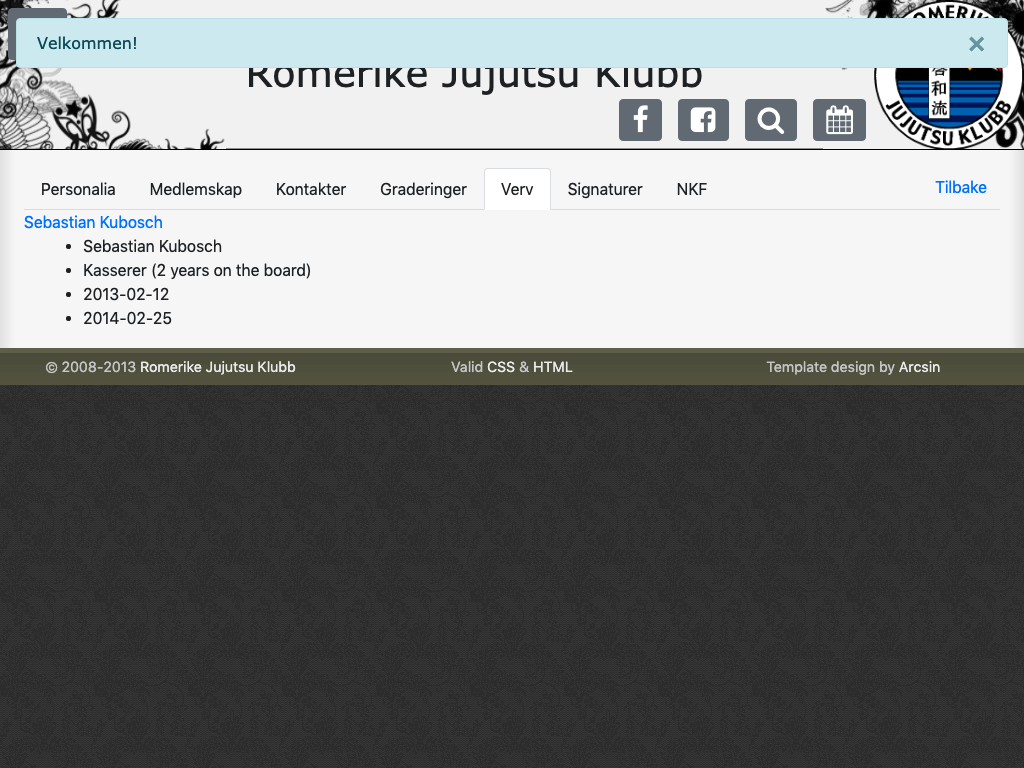 Velkommen!
×
Romerike Jujutsu Klubb
JUJUTSU KLUBB
和
流
Personalia Medlemskap Kontakter Graderinger Verv Signaturer NKF Tilbake
Sebastian Kubosch
Sebastian Kubosch
Kasserer (2 years on the board)
2013-02-12
2014-02-25
© 2008-2013 Romerike Jujutsu Klubb Valid CSS & HTML Template design by Arcsin